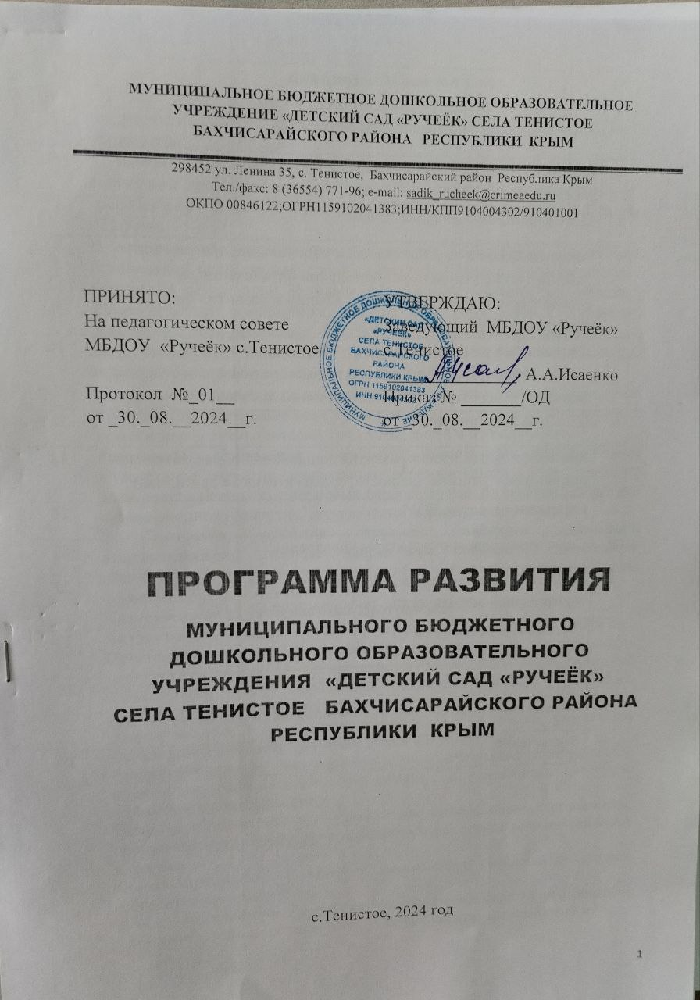 МУНИЦИПАЛЬНОЕ БЮДЖЕТНОЕ ДОШКОЛЬНОЕ ОБРАЗОВАТЕЛЬНОЕ
УЧРЕЖДЕНИЕ «ДЕТСКИЙ САД «РУЧЕЁК» СЕЛА ТЕНИСТОЕ
БАХЧИСАРАЙСКОГО РАЙОНА РЕСПУБЛИКИ КРЫМ
298452 ул. Ленина 35, с. Тенистое, Бахчисарайский район Республика Крым
Тел./факс: 8 (36554) 771-96; e-mail: sadik_rucheek@crimeaedu.ru
ОКПО 00846122;ОГРН1159102041383;ИНН/КПП9104004302/910401001
ПРИНЯТО:
На педагогическом совете
МБДОУ «Ручеёк» с.Тенистое
Протокол №_01__
от _30._08.__2024__г.
УТВЕРЖДАЮ:
Заведующий МБДОУ «Ручеёк»
с.Тенистое
А.А.Исаенко
Приказ № _______/ОД
от _30._08.__2024__г.
МУНИЦИПАЛЬНОЕ БЮДЖЕТНОЕ ДОШКОЛЬНОЕ ОБРАЗОВАТЕЛЬНОЕ УЧРЕЖДЕНИЕ
«ДЕТСКИЙ САД
«РУЧЕЁК»
СЕЛА ТЕНИСТОЕ
БАХЧИСАРАЙСКОГО
РАЙОНА
РЕСПУБЛИКИ КРЫМ
ОГРН 1159102041383
ИНН
ПРОГРАММА РАЗВИТИЯ
МУНИЦИПАЛЬНОГО БЮДЖЕТНОГО
ДОШКОЛЬНОГО ОБРАЗОВАТЕЛЬНОГО
УЧРЕЖДЕНИЯ «ДЕТСКИЙ САД «РУЧЕЁК»
СЕЛА ТЕНИСТОЕ БАХЧИСАРАЙСКОГО РАЙОНА
РЕСПУБЛИКИ КРЫМ
с.Тенистое, 2024 год
1